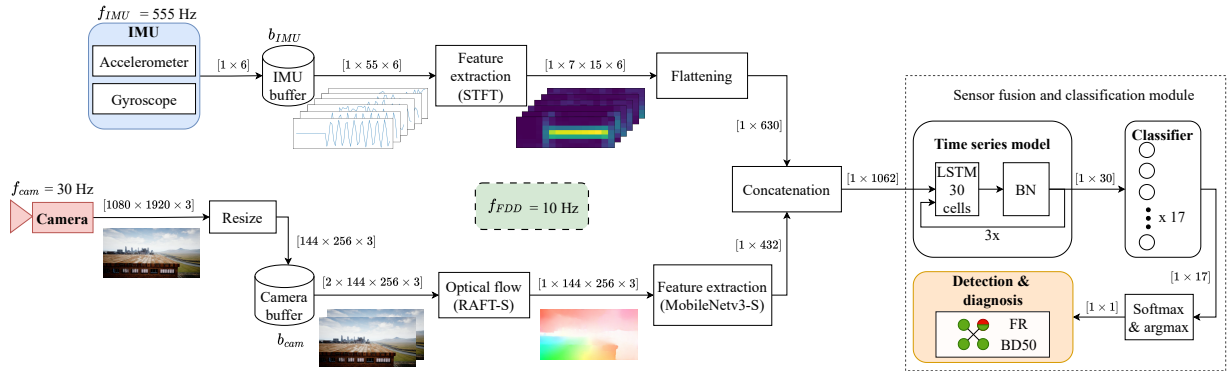 f_IMU = 555 Hz
IMU
Accelerometer
Gyroscope
[1 × 6]
b_IMU
IMU
buffer
[1 × 55 × 6]
Feature
extraction
(STFT)
[1 × 7 × 15 × 6]
Flattening
[1 × 630]
f_cam = 30 Hz
Camera
[1080 × 1920 × 3]
Resize
[144 × 256 × 3]
Camera
buffer
b_cam
[2 × 144 × 256 × 3]
Optical flow
(RAFT-S)
[1 × 144 × 256 × 3]
Feature extraction
(MobileNetv3-S)
[1 × 432]
f_FDD = 10 Hz
Concatenation
[1 × 1062]
Sensor fusion and classification module
Time series model
LSTM
30
cells
BN
3x
[1 × 30]
Classifier
x 17
[1 × 17]
Softmax
& argmax
[1 × 1]
Detection &
diagnosis
FR
BD50